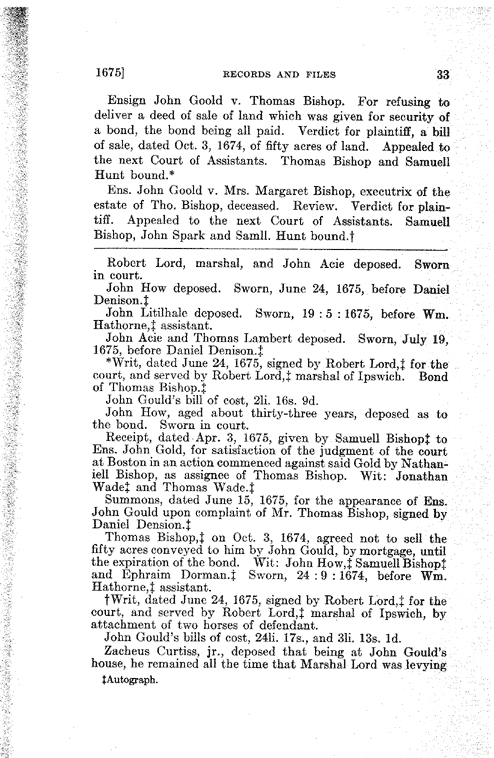 1675] RECORDS AND FILES 33
Ensign John Goold v. Thomas Bishop. For refusing to
deliver a deed of sale of land which was given for security of
a bond, the bond being all paid. Verdict for plaintiff, a bill
of sale, dated Oct. 3, 1674, of fifty acres of land. Appealed to
the next Court of Assistants. Thomas Bishop and Samuell
Hunt bound.*
Ens. John Goold v. Mrs. Margaret Bishop, executrix of the
estate of Tho. Bishop, deceased. Review. Verdict for plain-
tiff. Appealed to the next Court of Assistants. Samuell
Bishop, John Spark and Samll. Hunt bound.†
Robert Lord, marshal, and John Acie deposed. Sworn
in court.
John How deposed. Sworn, June 24, 1675, before Daniel
Denison.‡
John Litilhale deposed. Sworn, 19 : 5 : 1675, before Wm.
Hathorne,‡ assistant.
John Acie and Thomas Lambert deposed. Sworn, July 19,
1675, before Daniel Denison.‡
*Writ, dated June 24, 1675, signed by Robert Lord,‡ for the
court, and served by Robert Lord,‡ marshal of Ipswich. Bond
of Thomas Bishop.‡
John Gould's bill of cost, 2li. 16s. 9d.
John How, aged about thirty-three years, deposed as to
the bond. Sworn in court.
Receipt, dated Apr. 3, 1675, given by Samuell Bishop‡ to
Ens. John Gold, for satisfaction of the judgment of the court
at Boston in an action commenced against said Gold by Nathan-
iell Bishop, as assignee of Thomas Bishop. Wit: Jonathan
Wade‡ and Thomas Wade.‡
Summons, dated June 15, 1675, for the appearance of Ens.
John Gould upon complaint of Mr. Thomas Bishop, signed by
Daniel Dension.‡
Thomas Bishop,‡ on Oct. 3, 1674, agreed not to sell the
fifty acres conveyed to him by John Gould, by mortgage, until
the expiration of the bond. Wit: John How,‡ Samuell Bishop‡
and Ephraim Dorman.‡ Sworn, 24 : 9 : 1674, before Wm.
Hathorne,‡ assistant.
†Writ, dated June 24, 1675, signed by Robert Lord,‡ for the
court, and served by Robert Lord,‡ marshal of Ipswich, by
attachment of two horses of defendant.
John Gould's bills of cost, 24li. 17s., and 3li. 13s. 1d.
Zacheus Curtiss, jr., deposed that being at John Gould's
house, he remained all the time that Marshal Lord was levying
‡Autograph.